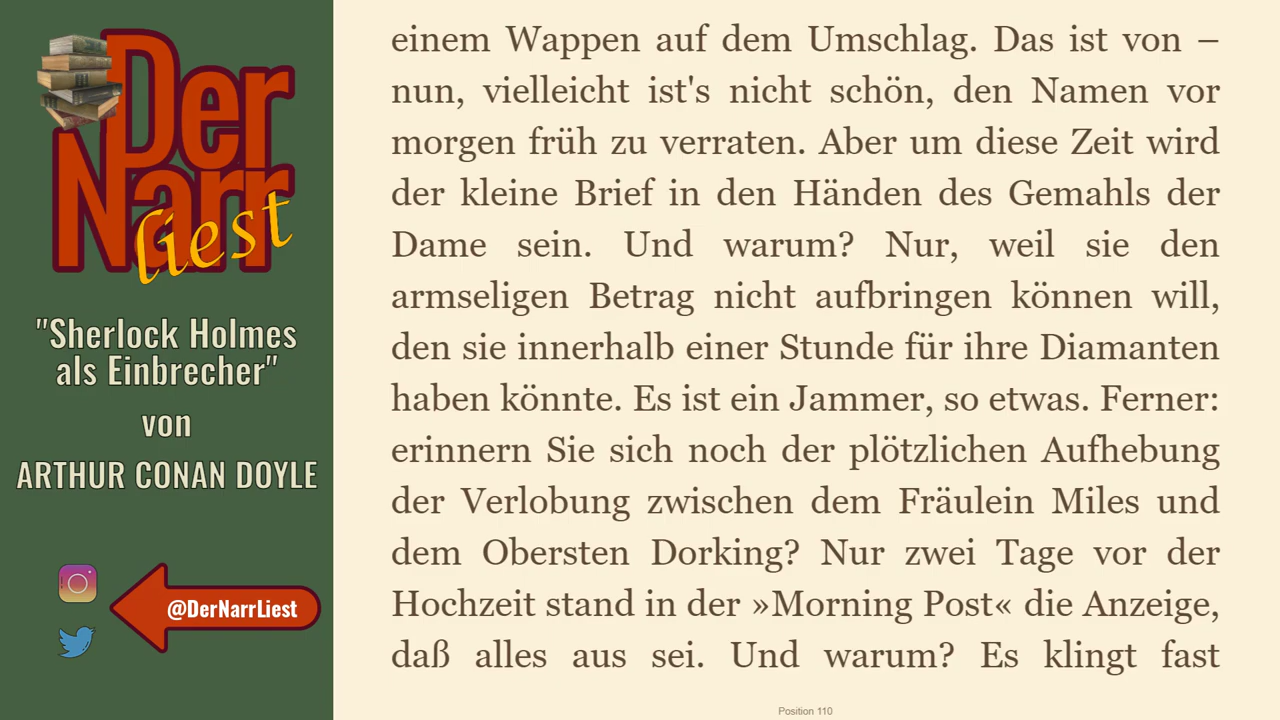 Der
Narr
liest
"Sherlock Holmes
als Einbrecher"
von
ARTHUR CONAN DOYLE
@DerNarrLiest
einem Wappen auf dem Umschlag. Das ist von –
nun, vielleicht ist's nicht schön, den Namen vor
morgen früh zu verraten. Aber um diese Zeit wird
der kleine Brief in den Händen des Gemahls der
Dame sein. Und warum? Nur, weil sie den
armseligen Betrag nicht aufbringen können will,
den sie innerhalb einer Stunde für ihre Diamanten
haben könnte. Es ist ein Jammer, so etwas. Ferner:
erinnern Sie sich noch der plötzlichen Aufhebung
der Verlobung zwischen dem Fräulein Miles und
dem Obersten Dorking? Nur zwei Tage vor der
Hochzeit stand in der »Morning Post« die Anzeige,
daß alles aus sei. Und warum? Es klingt fast
Position 110